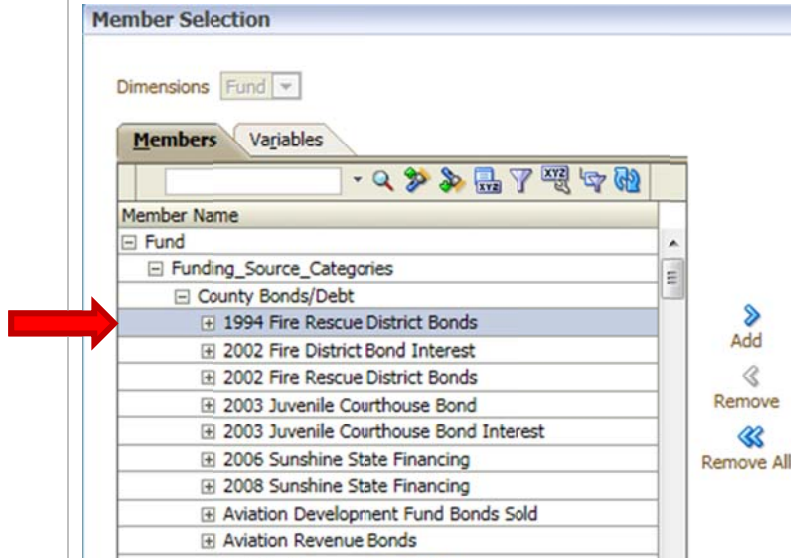 Member Selection
Dimensions Fund
Members Variables
XYZ XYZ
Member Name
Fund
Funding_Source_Categories
County Bonds/Debt
1994 Fire Rescue District Bonds
2002 Fire District Bond Interest
2002 Fire Rescue District Bonds
2003 Juvenile Courthouse Bond
2003 Juvenile Courthouse Bond Interest
2006 Sunshine State Financing
2008 Sunshine State Financing
Aviation Development Fund Bonds Sold
Aviation Revenue Bonds
Add
Remove
Remove All